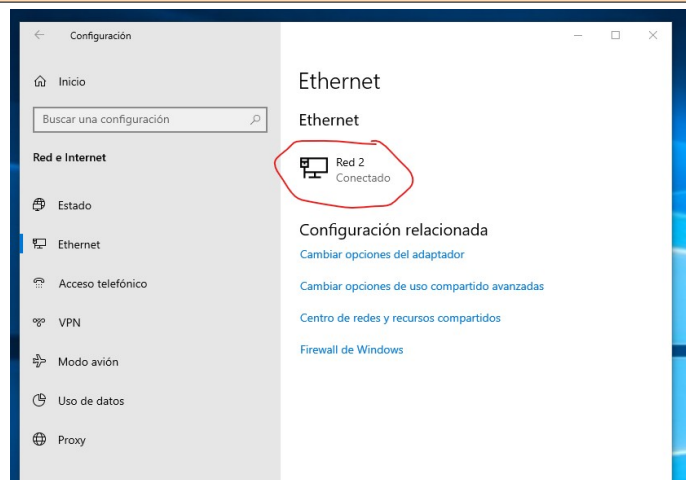 Configuración
Inicio
Buscar una configuración
Red e Internet
Estado
Ethernet
Acceso telefónico
VPN
Modo avión
Uso de datos
Proxy
Ethernet
Ethernet
Red 2
Conectado
Configuración relacionada
Cambiar opciones del adaptador
Cambiar opciones de uso compartido avanzadas
Centro de redes y recursos compartidos
Firewall de Windows